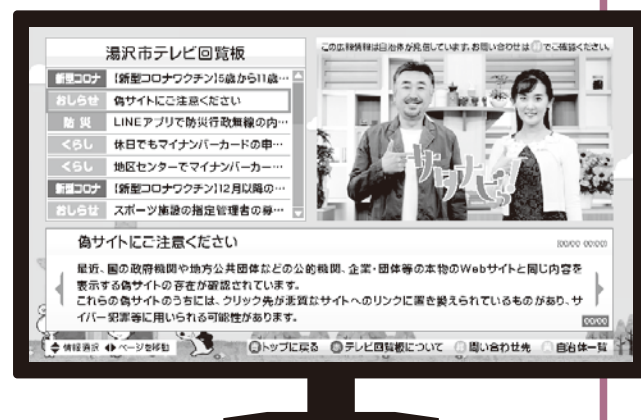 湯沢市テレビ回覧板
この広報情報は自治体が発信しています。お問い合わせは でご確認ください。
新型コロナ 【新型コロナワクチン】5歳から11歳…
おしらせ 偽サイトにご注意ください
防災 LINEアプリで防災行政無線の内…
くらし 休日でもマイナンバーカードの申…
くらし 地区センターでマイナンバーカー…
新型コロナ 【新型コロナワクチン】12月以降の…
おしらせ スポーツ施設の指定管理者の募…
サタナビっ!
偽サイトにご注意ください
[00/00 00:00]
最近、国の政府機関や地方公共団体などの公的機関、企業・団体等の本物のWebサイトと同じ内容を
表示する偽サイトの存在が確認されています。
これらの偽サイトのうちには、クリック先が悪質なサイトへのリンクに置き換えられているものがあり、サ
イバー犯罪等に用いられる可能性があります。
00/00
情報選択 ページを移動 トップに戻る テレビ回覧板について 問い合わせ先 自治体一覧